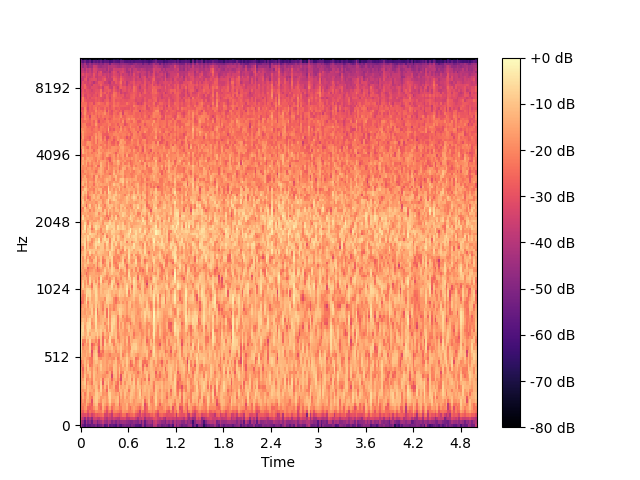 +0 dB
8192
-10 dB
4096
-20 dB
-30 dB
2048
-40 dB
Hz
1024
-50 dB
512
-60 dB
-70 dB
0
-80 dB
0 0.6 1.2 1.8 2.4 3 3.6 4.2 4.8
Time